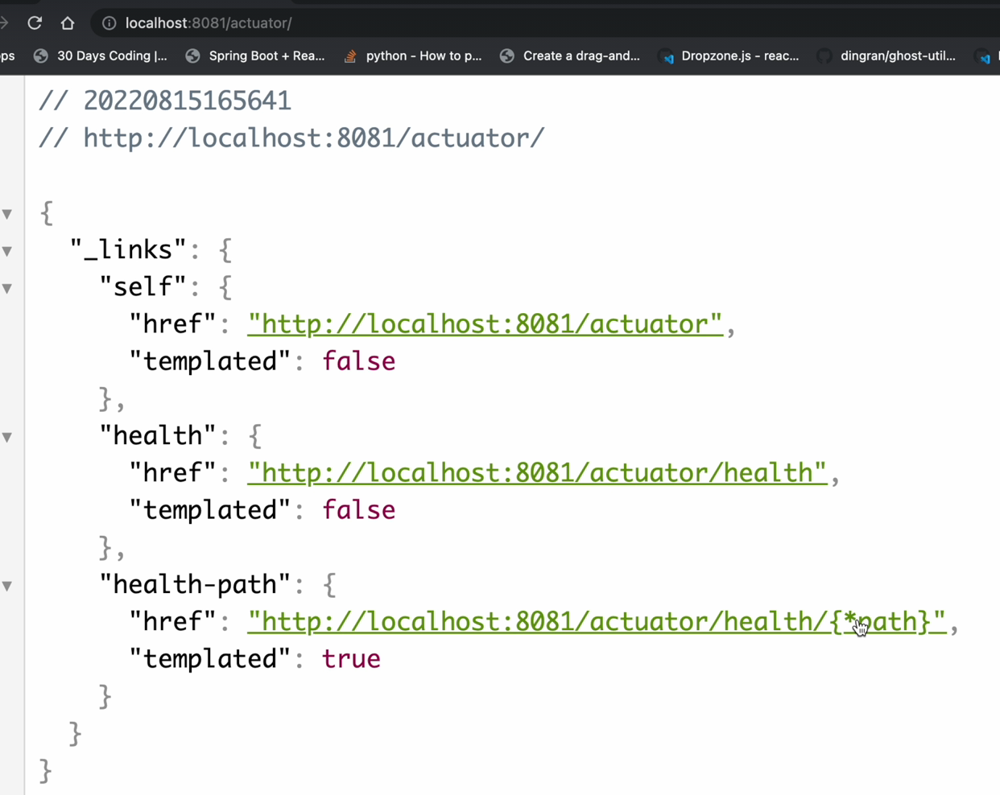 localhost:8081/actuator/
ps 30 Days Coding |... Spring Boot + Rea... python - How to p... Create a drag-and... Dropzone.js - reac... dingran/ghost-util...
// 20220815165641
// http://localhost:8081/actuator/
{
"_links": {
"self": {
"href": "http://localhost:8081/actuator",
"templated": false
},
"health": {
"href": "http://localhost:8081/actuator/health",
"templated": false
},
"health-path": {
"href": "http://localhost:8081/actuator/health/{*path}",
"templated": true
}
}
}